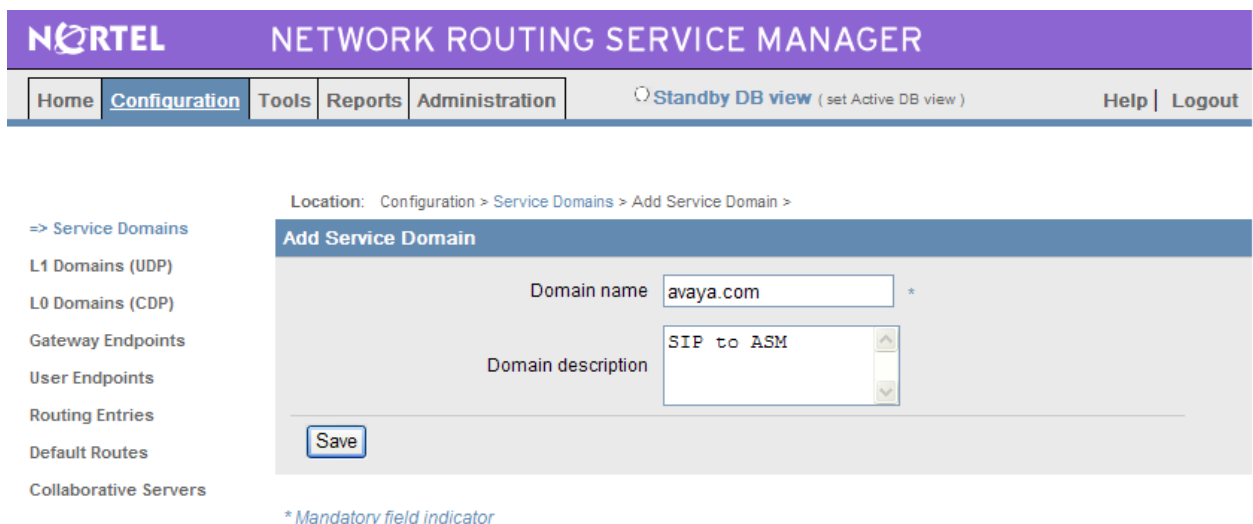 NORTEL NETWORK ROUTING SERVICE MANAGER
Home Configuration Tools Reports Administration Standby DB view ( set Active DB view ) Help | Logout
Location: Configuration > Service Domains > Add Service Domain >
=> Service Domains
L1 Domains (UDP)
L0 Domains (CDP)
Gateway Endpoints
User Endpoints
Routing Entries
Default Routes
Collaborative Servers
Add Service Domain
Domain name avaya.com *
Domain description SIP to ASM
Save
* Mandatory field indicator